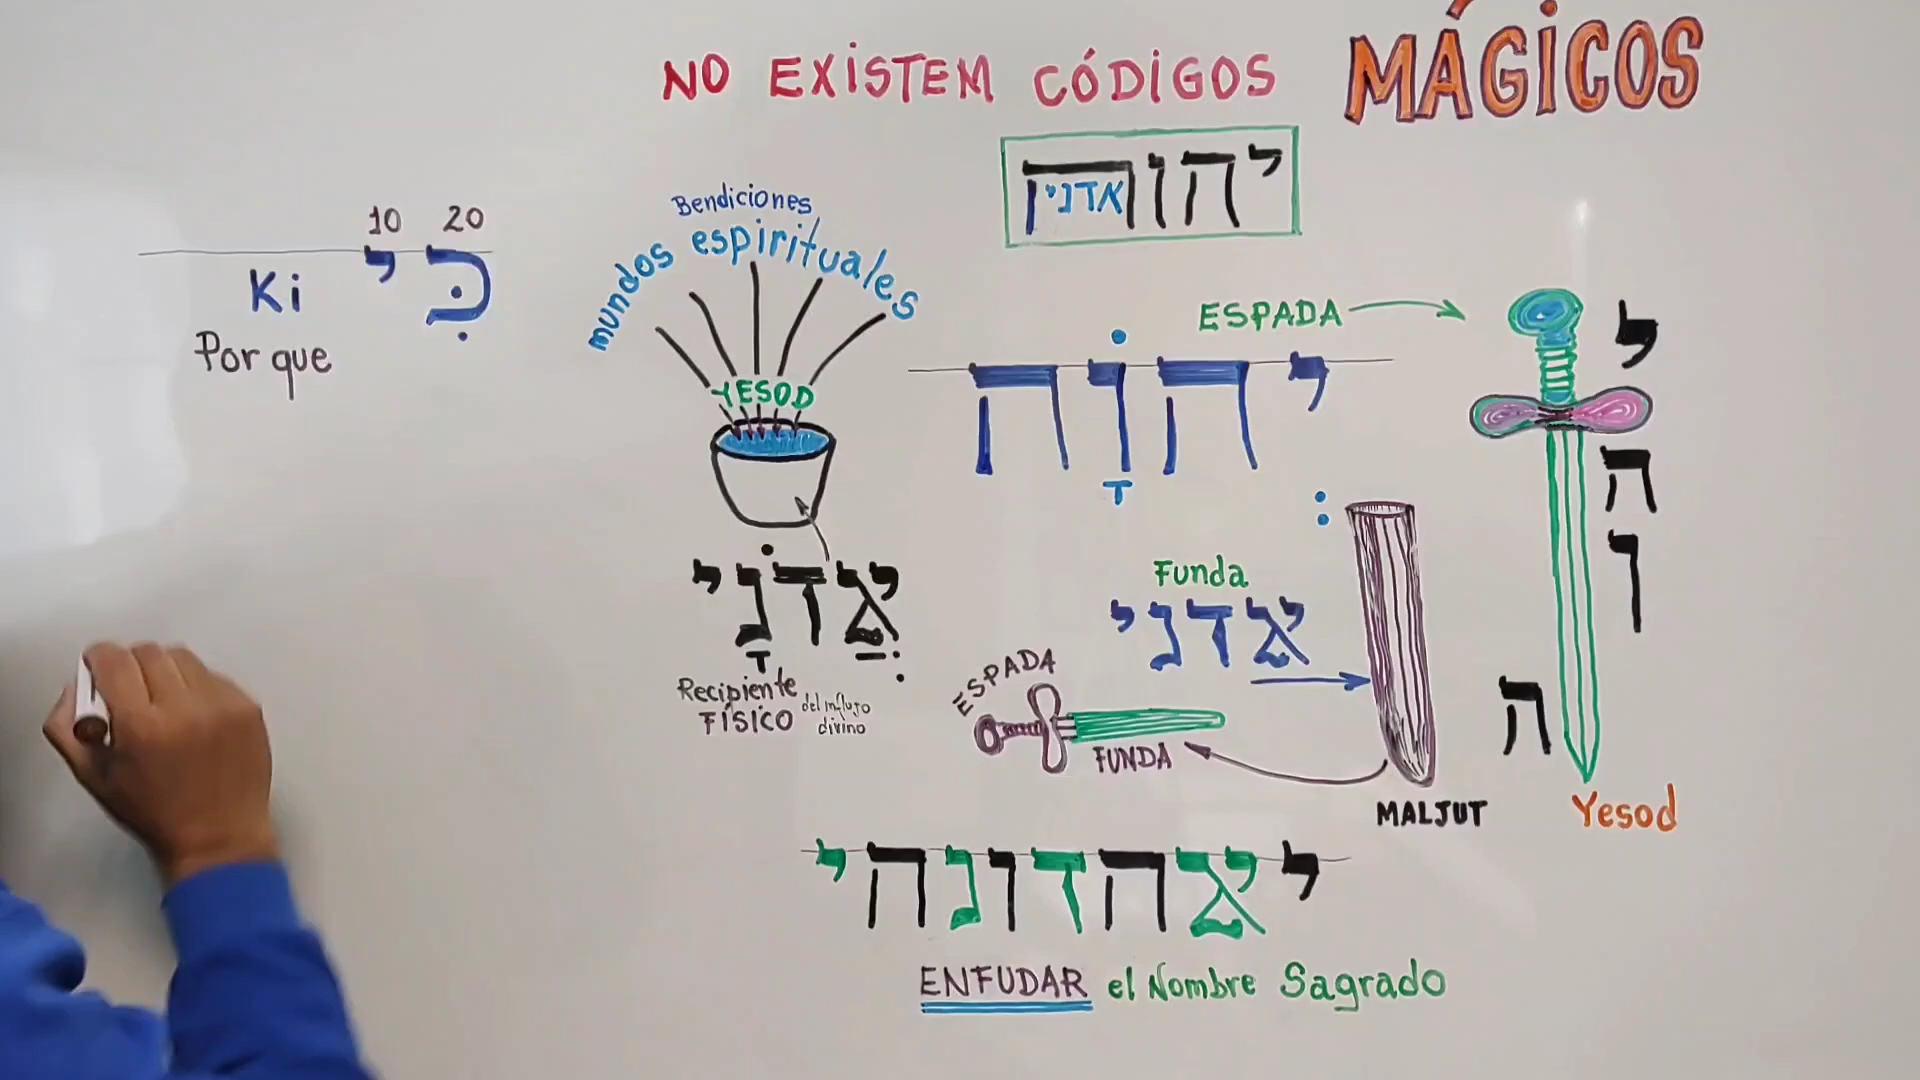 NO EXISTEM CÓDIGOS MÁGICOS
יהוה
אדני
10 20
Ki כִּי
Por que
Bendiciones
mundos espirituales
YESOD
אֲדֹנָי
Recipiente
FÍSICO
del influjo
divino
ESPADA
יְהֹוָה
Funda
אדני
ESPADA
FUNDA
MALJUT
י
ה
ו
ה
Yesod
יאהדונהי
ENFUDAR el Nombre Sagrado